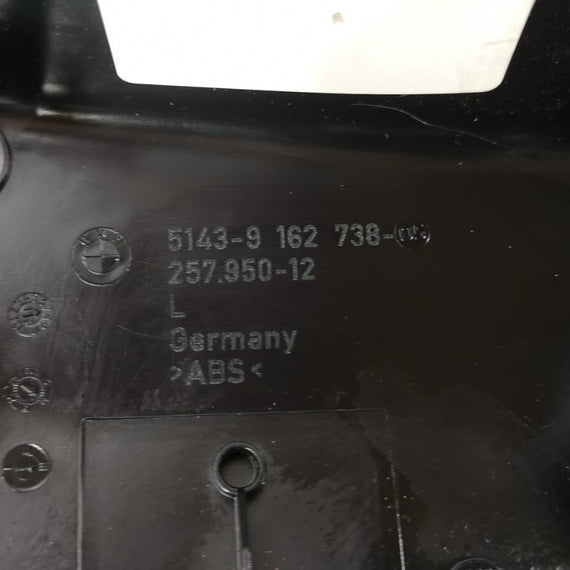 5143-9 162 738-
257.950-12
L
Germany
>ABS<